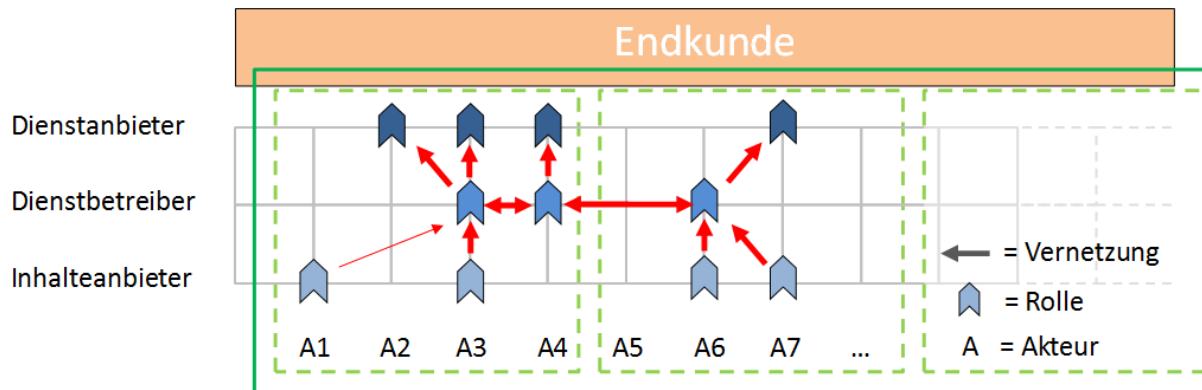 Endkunde
Dienstanbieter
Dienstbetreiber
Inhalteanbieter
= Vernetzung
= Rolle
A1 A2 A3 A4 A5 A6 A7 ... A = Akteur